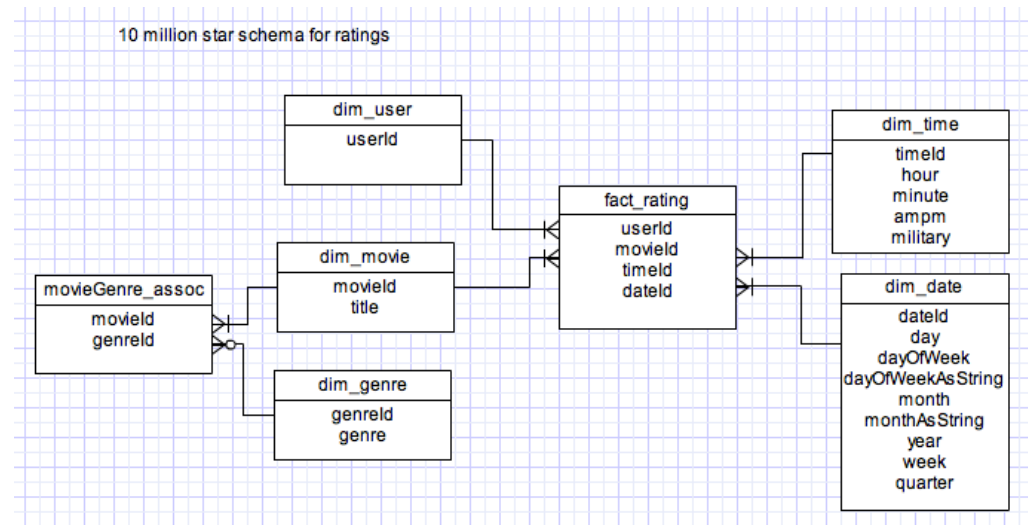 10 million star schema for ratings
dim_user
userId
dim_movie
movieId
title
movieGenre_assoc
movieId
genreId
dim_genre
genreId
genre
fact_rating
userId
movieId
timeId
dateId
dim_time
timeId
hour
minute
ampm
military
dim_date
dateId
day
dayOfWeek
dayOfWeekAsString
month
monthAsString
year
week
quarter